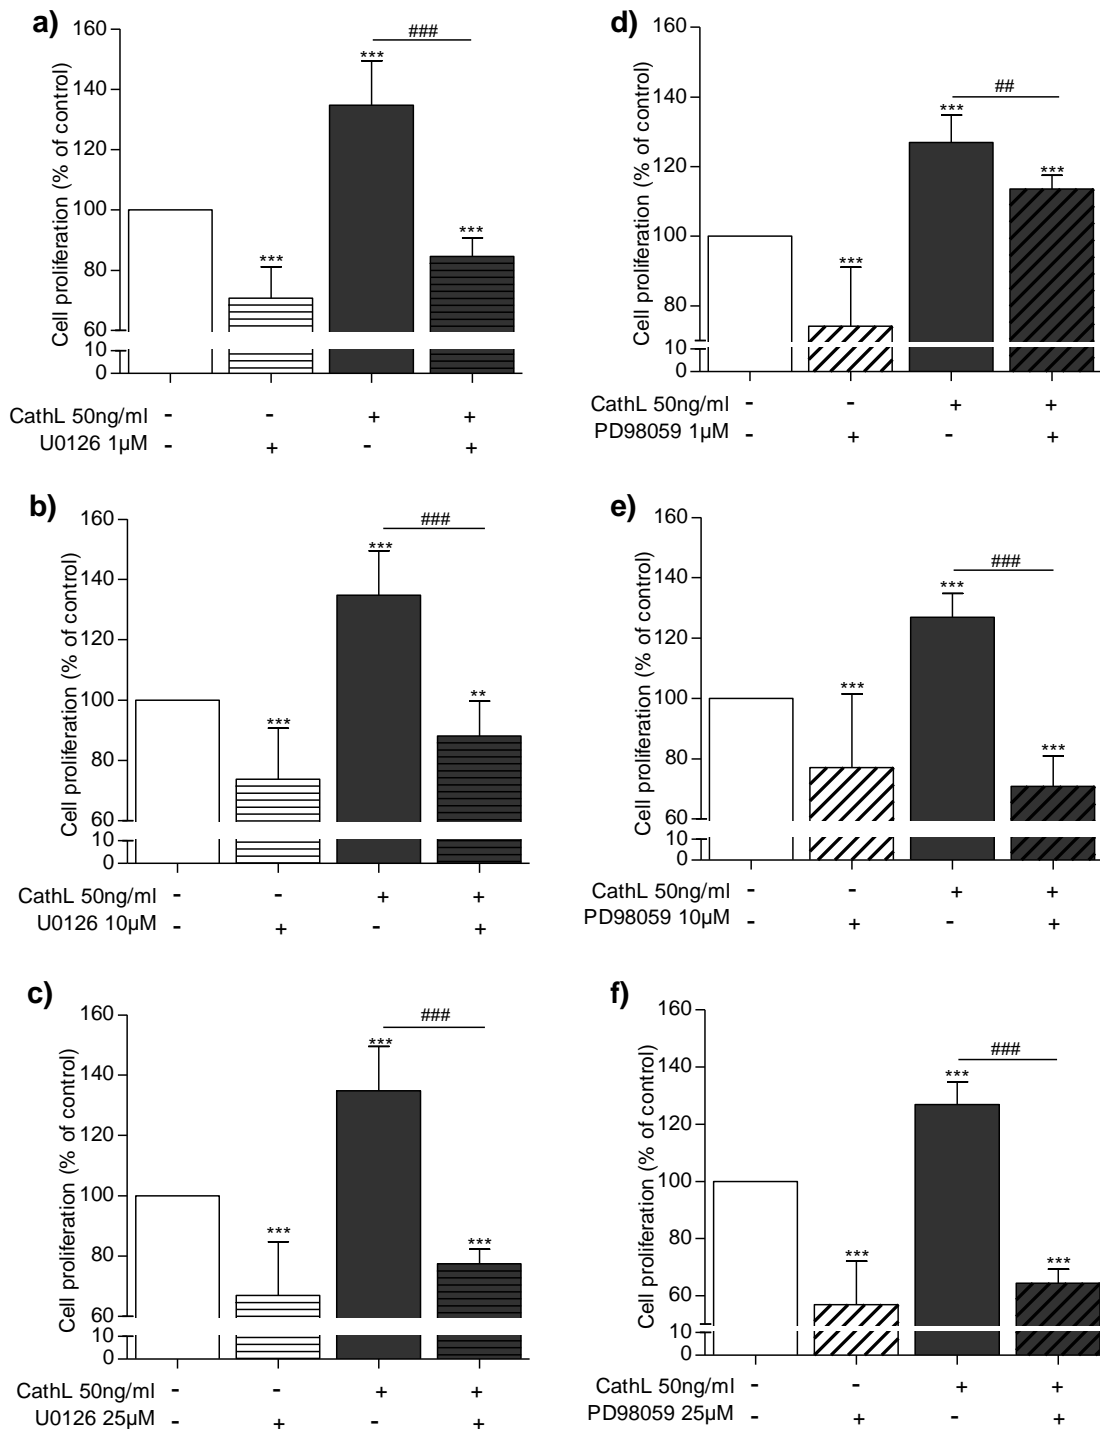 a)
Cell proliferation (% of control)
160
140
120
100
80
60
10
0
***
***
***
###
CathL 50ng/ml - - + +
U0126 1µM - + - +
d)
Cell proliferation (% of control)
160
140
120
100
80
10
0
***
***
***
##
CathL 50ng/ml - - + +
PD98059 1µM - + - +
b)
Cell proliferation (% of control)
160
140
120
100
80
60
10
0
***
***
**
###
CathL 50ng/ml - - + +
U0126 10µM - + - +
e)
Cell proliferation (% of control)
160
140
120
100
80
60
10
0
***
***
***
###
CathL 50ng/ml - - + +
PD98059 10µM - + - +
c)
Cell proliferation (% of control)
160
140
120
100
80
60
10
0
***
***
***
###
CathL 50ng/ml - - + +
U0126 25µM - + - +
f)
Cell proliferation (% of control)
160
140
120
100
80
60
10
0
***
***
***
###
CathL 50ng/ml - - + +
PD98059 25µM - + - +